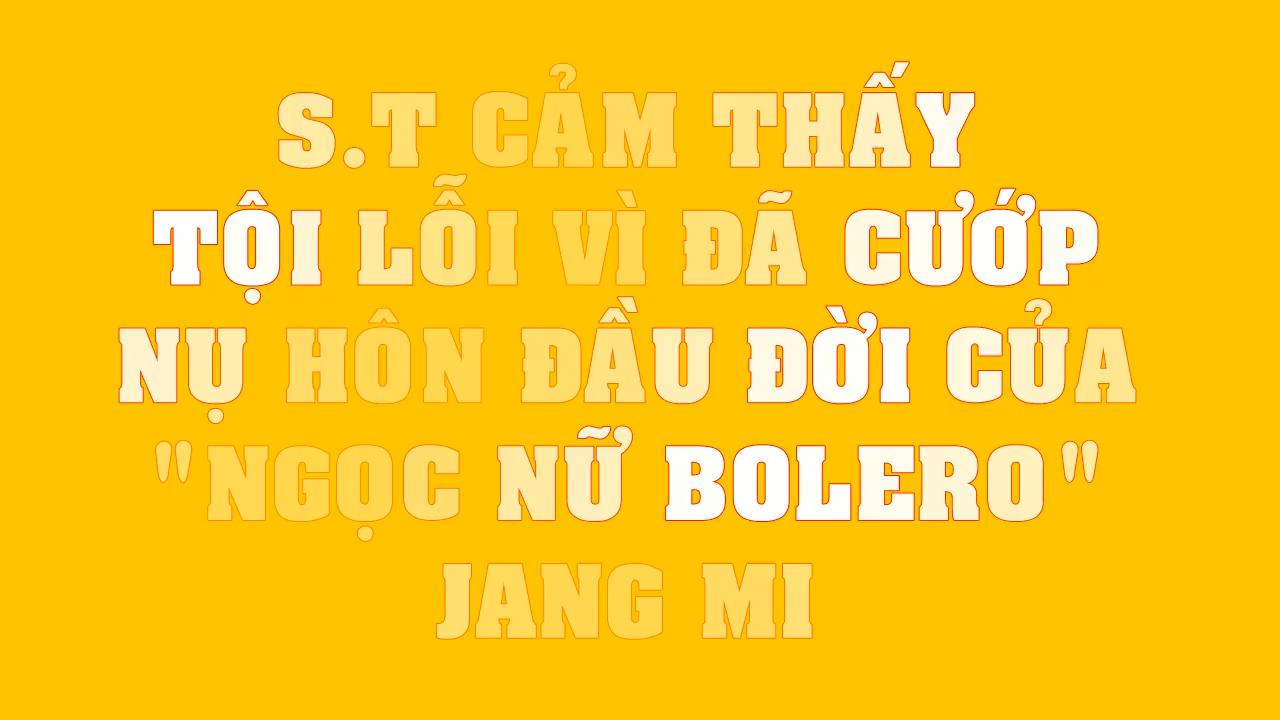 S.T CẢM THẤY
TỘI LỖI VÌ ĐÃ CƯỚP
NỤ HÔN ĐẦU ĐỜI CỦA
"NGỌC NỮ BOLERO"
JANG MI